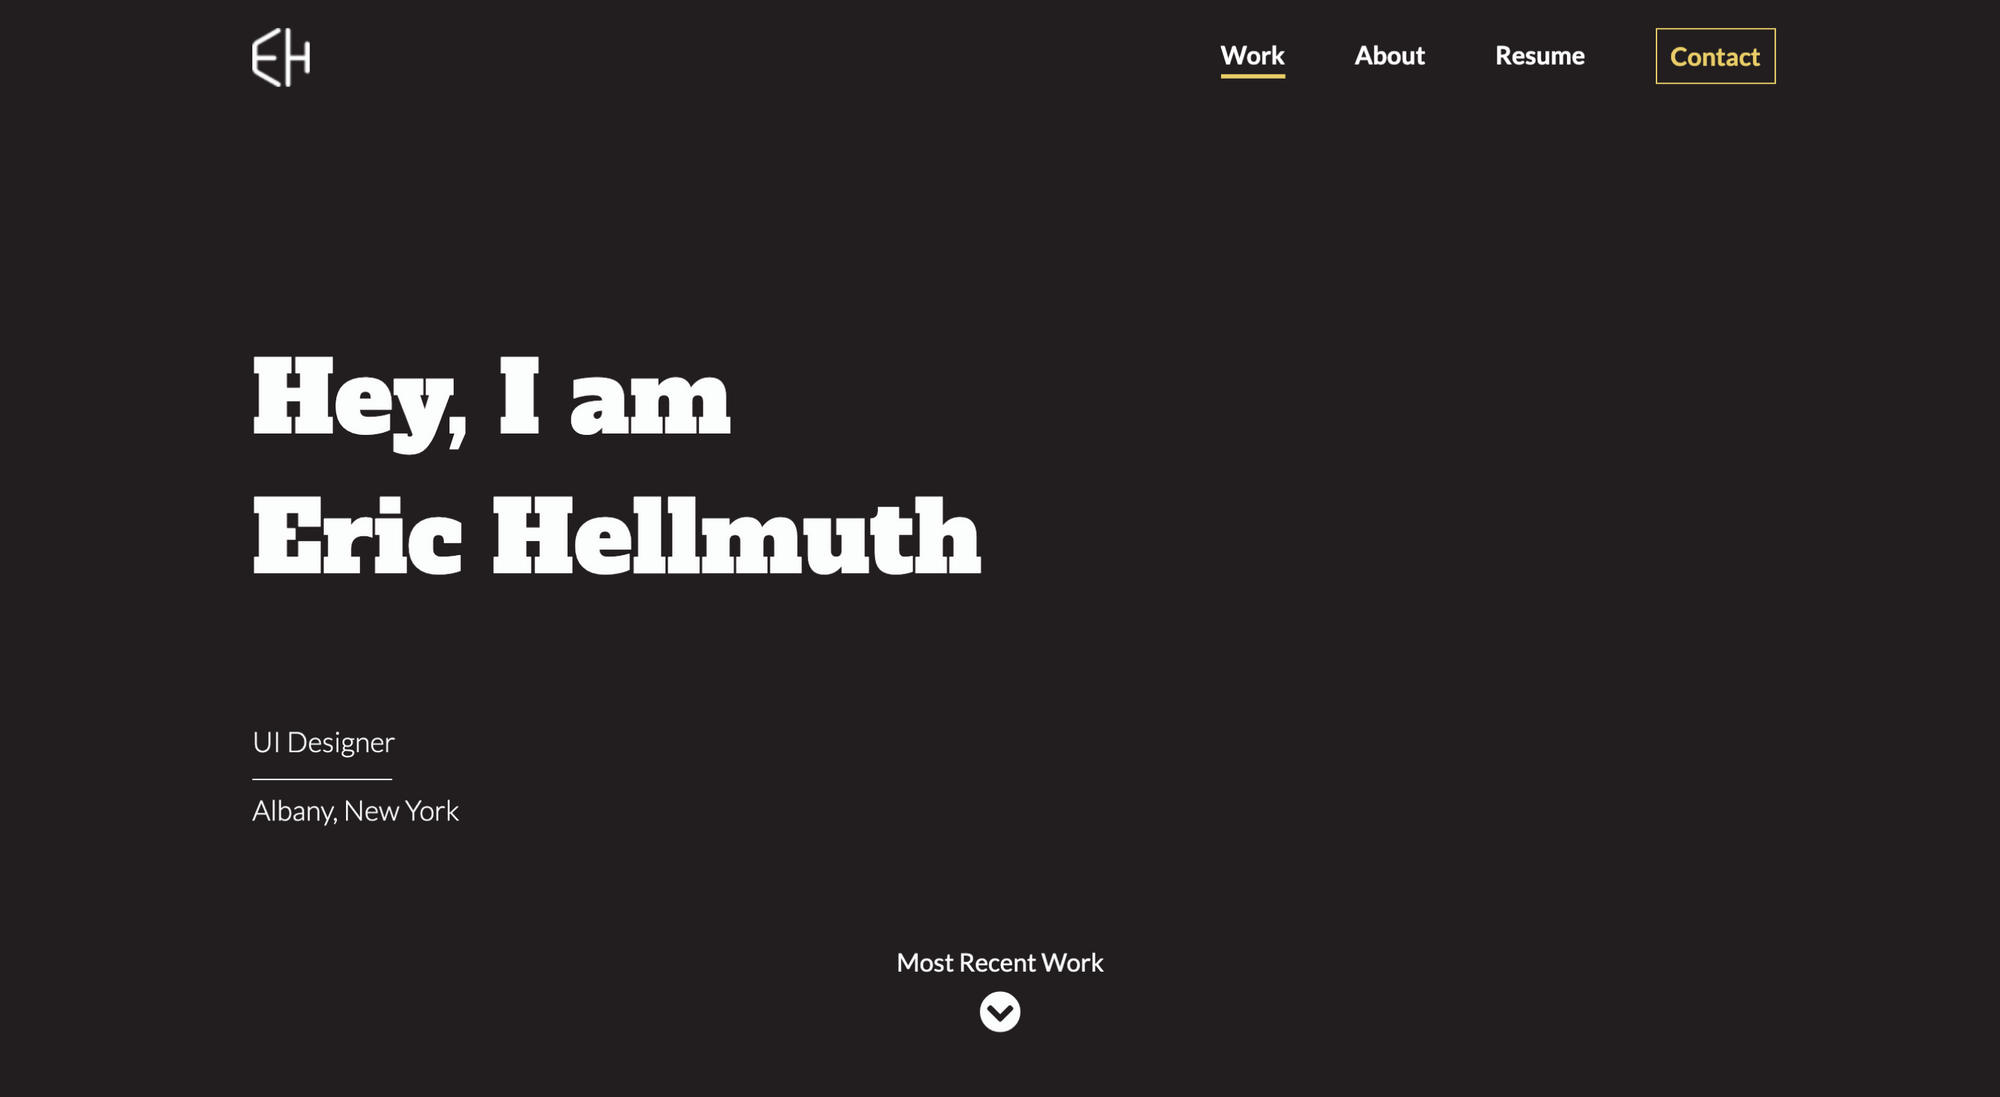 EH
Work About Resume Contact
Hey, I am
Eric Hellmuth
UI Designer
Albany, New York
Most Recent Work